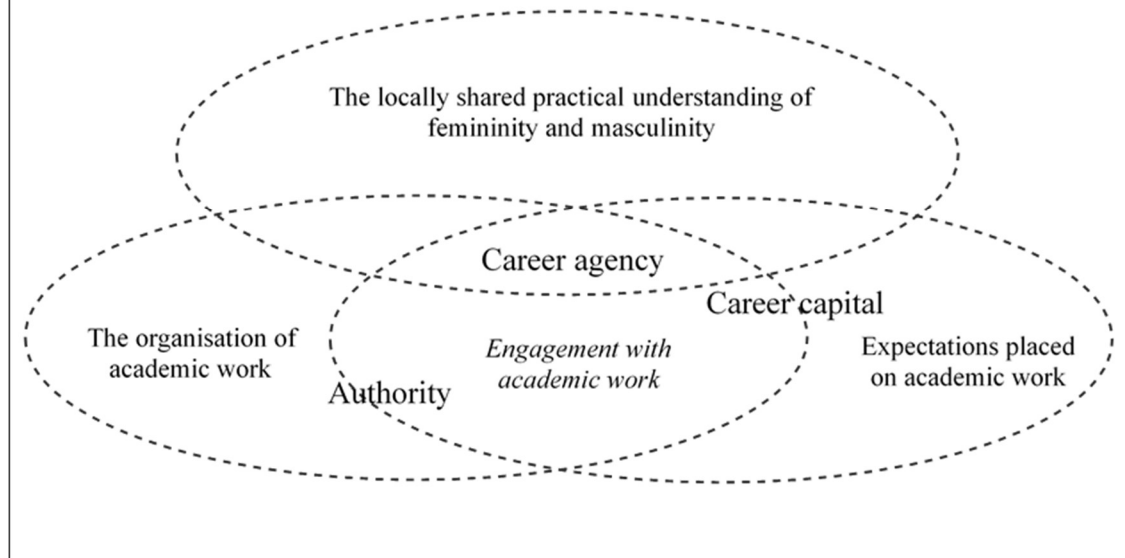 The locally shared practical understanding of
femininity and masculinity
Career agency
Career capital
The organisation of
academic work
Engagement with
academic work
Expectations placed
on academic work
Authority